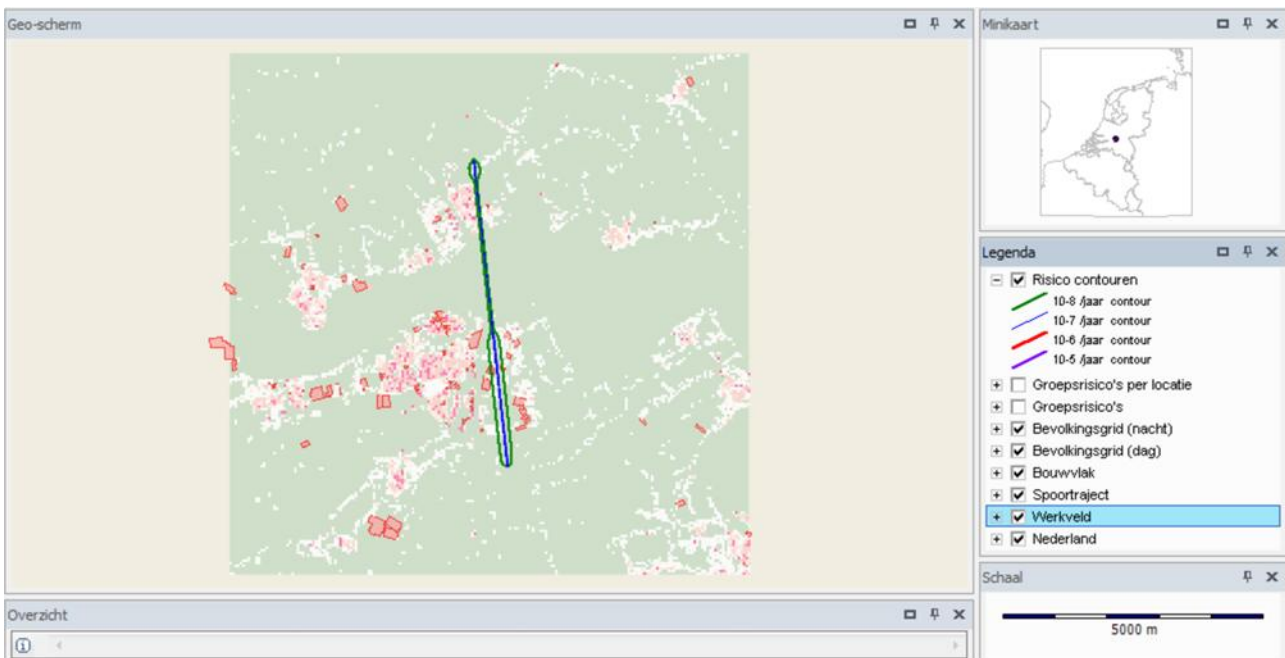 Geo-scherm
Minikaart
Legenda
Risico contouren
10-8 /jaar contour
10-7 /jaar contour
10-6 /jaar contour
10-5 /jaar contour
Groepsrisico's per locatie
Groepsrisico's
Bevolkingsgrid (nacht)
Bevolkingsgrid (dag)
Bouwvlak
Spoortraject
Werkveld
Nederland
Schaal
5000 m
Overzicht